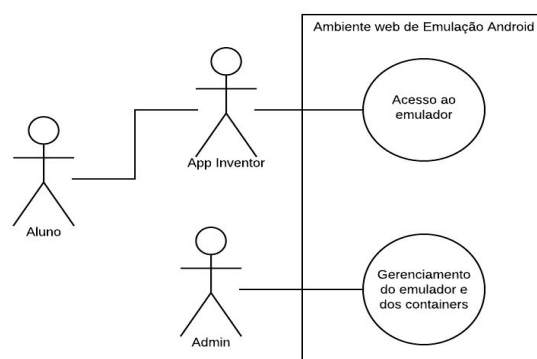 Ambiente web de Emulação Android
Acesso ao
emulador
App Inventor
Aluno
Gerenciamento
do emulador e
dos containers
Admin